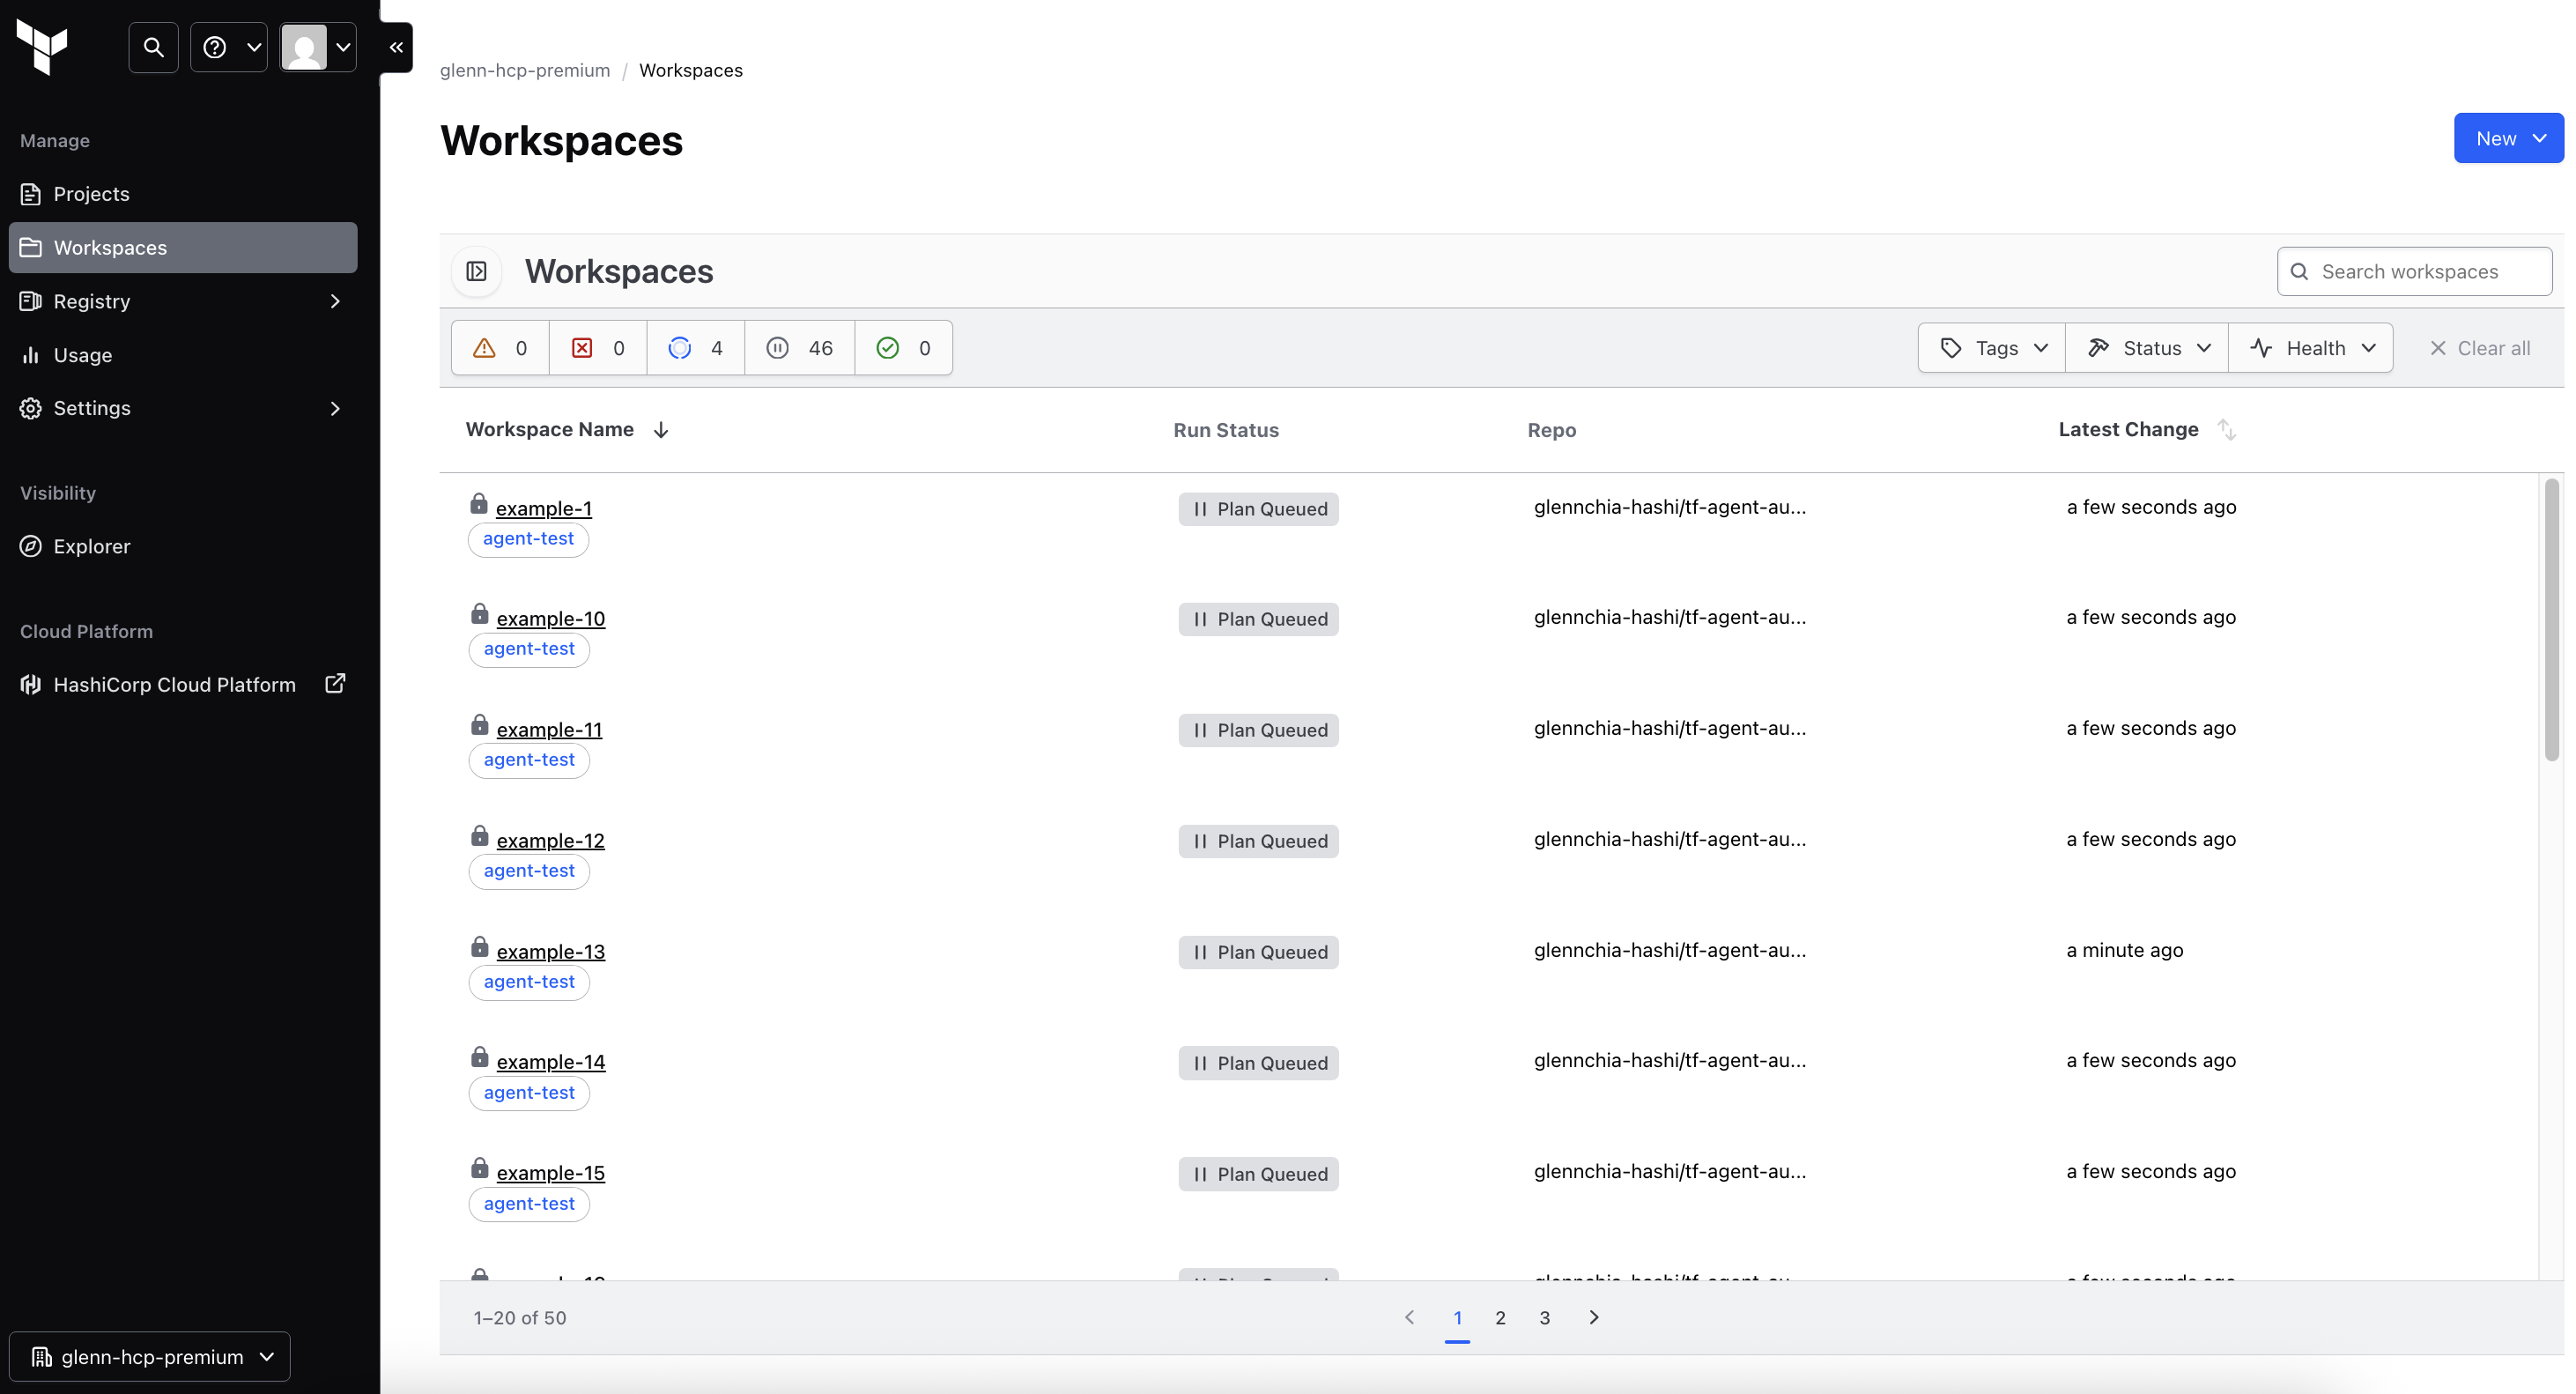 Manage
Projects
Workspaces
Registry
Usage
Settings
Visibility
Explorer
Cloud Platform
HashiCorp Cloud Platform
glenn-hcp-premium
glenn-hcp-premium / Workspaces
Workspaces
New
Workspaces
Search workspaces
0 0 4 46 0
Tags Status Health Clear all
Workspace Name Run Status Repo Latest Change
example-1 Plan Queued glennchia-hashi/tf-agent-au... a few seconds ago
agent-test
example-10 Plan Queued glennchia-hashi/tf-agent-au... a few seconds ago
agent-test
example-11 Plan Queued glennchia-hashi/tf-agent-au... a few seconds ago
agent-test
example-12 Plan Queued glennchia-hashi/tf-agent-au... a few seconds ago
agent-test
example-13 Plan Queued glennchia-hashi/tf-agent-au... a minute ago
agent-test
example-14 Plan Queued glennchia-hashi/tf-agent-au... a few seconds ago
agent-test
example-15 Plan Queued glennchia-hashi/tf-agent-au... a few seconds ago
agent-test
1–20 of 50
1 2 3